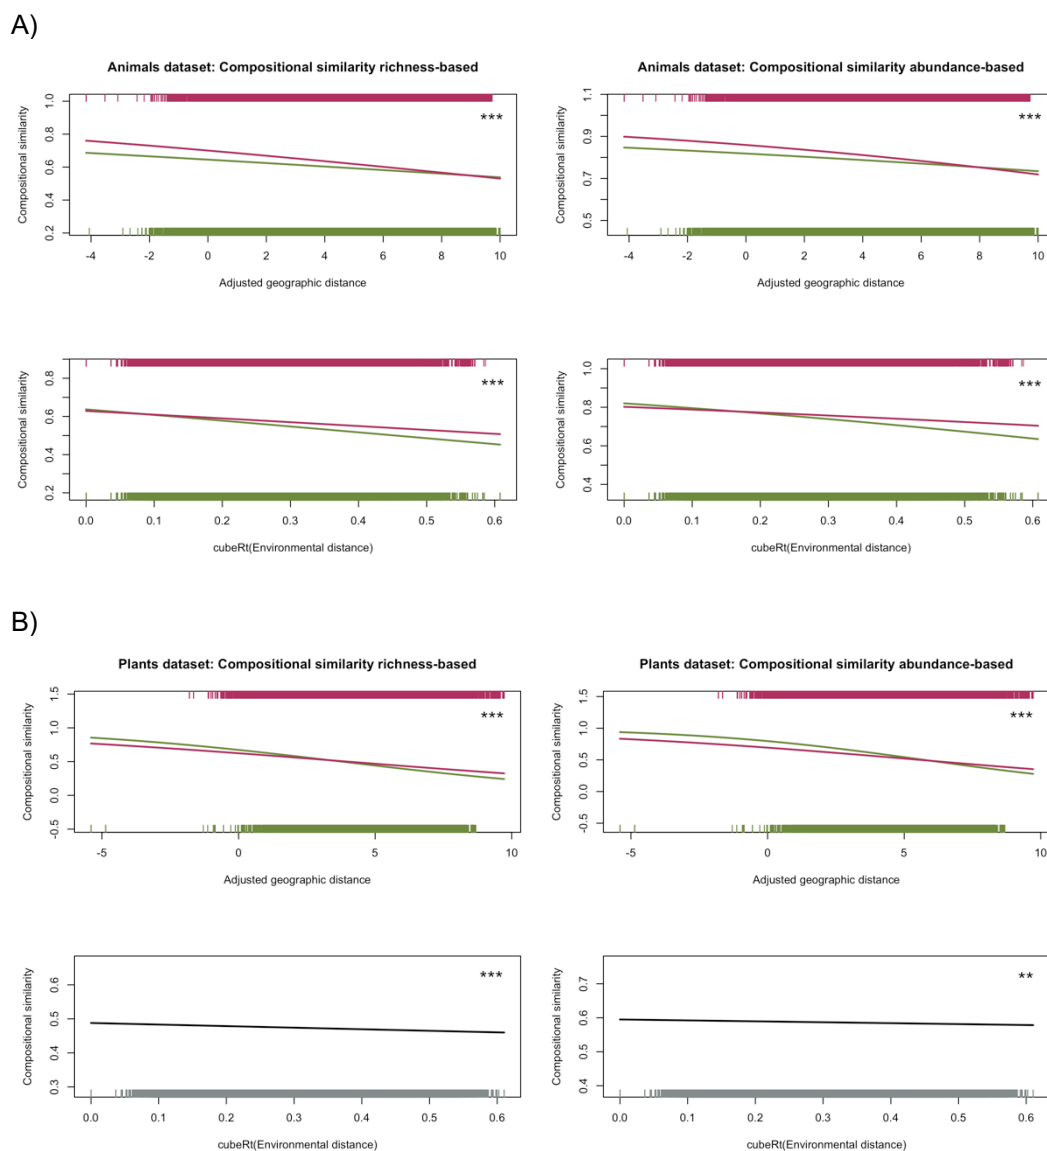 A)
Animals dataset: Compositional similarity richness-based
Compositional similarity
0.2 0.4 0.6 0.8 1.0
***
-4 -2 0 2 4 6 8 10
Adjusted geographic distance
Animals dataset: Compositional similarity abundance-based
Compositional similarity
0.5 0.7 0.9 1.1
***
-4 -2 0 2 4 6 8 10
Adjusted geographic distance
Compositional similarity
0.2 0.4 0.6 0.8
***
0.0 0.1 0.2 0.3 0.4 0.5 0.6
cubeRt(Environmental distance)
Compositional similarity
0.4 0.6 0.8 1.0
***
0.0 0.1 0.2 0.3 0.4 0.5 0.6
cubeRt(Environmental distance)
B)
Plants dataset: Compositional similarity richness-based
Compositional similarity
-0.5 0.0 0.5 1.0 1.5
***
-5 0 5 10
Adjusted geographic distance
Plants dataset: Compositional similarity abundance-based
Compositional similarity
-0.5 0.0 0.5 1.0 1.5
***
-5 0 5 10
Adjusted geographic distance
Compositional similarity
0.3 0.4 0.5 0.6
***
0.0 0.1 0.2 0.3 0.4 0.5 0.6
cubeRt(Environmental distance)
Compositional similarity
0.4 0.5 0.6 0.7
**
0.0 0.1 0.2 0.3 0.4 0.5 0.6
cubeRt(Environmental distance)